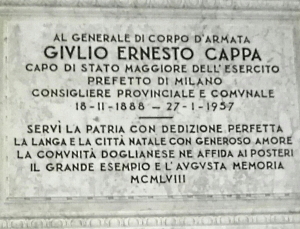 AL GENERALE DI CORPO D'ARMATA
GIVLIO ERNESTO CAPPA
CAPO DI STATO MAGGIORE DELL'ESERCITO
PREFETTO DI MILANO
CONSIGLIERE PROVINCIALE E COMVNALE
18-11-1888 - 27-1-1957
SERVÌ LA PATRIA CON DEDIZIONE PERFETTA
LA LANGA E LA CITTÀ NATALE CON GENEROSO AMORE
LA COMVNITÀ DOGLIANESE NE AFFIDA AI POSTERI
IL GRANDE ESEMPIO E L'AVGVSTA MEMORIA
MCMLVIII